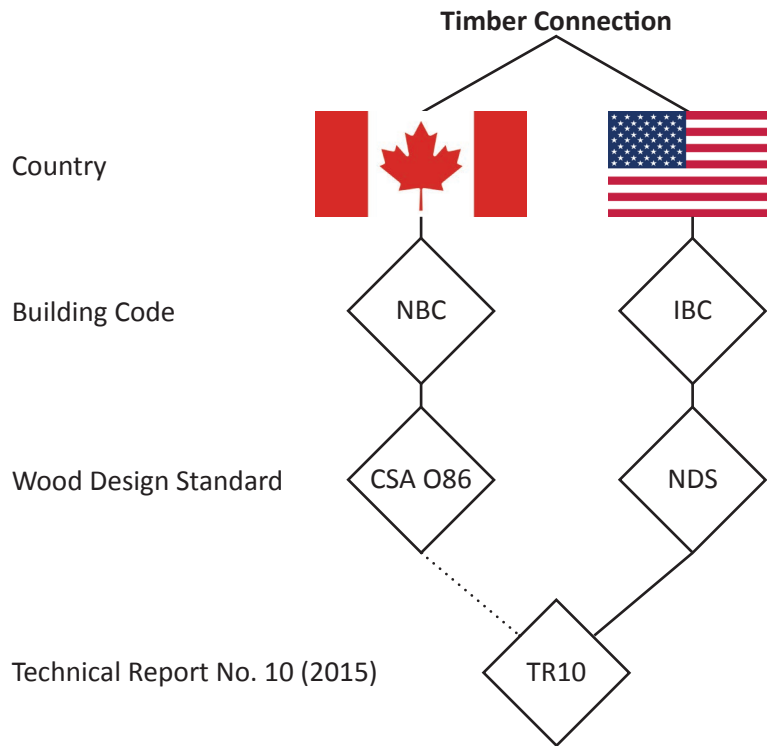 Timber Connection
Country
Building Code
NBC
IBC
Wood Design Standard
CSA O86
NDS
Technical Report No. 10 (2015)
TR10